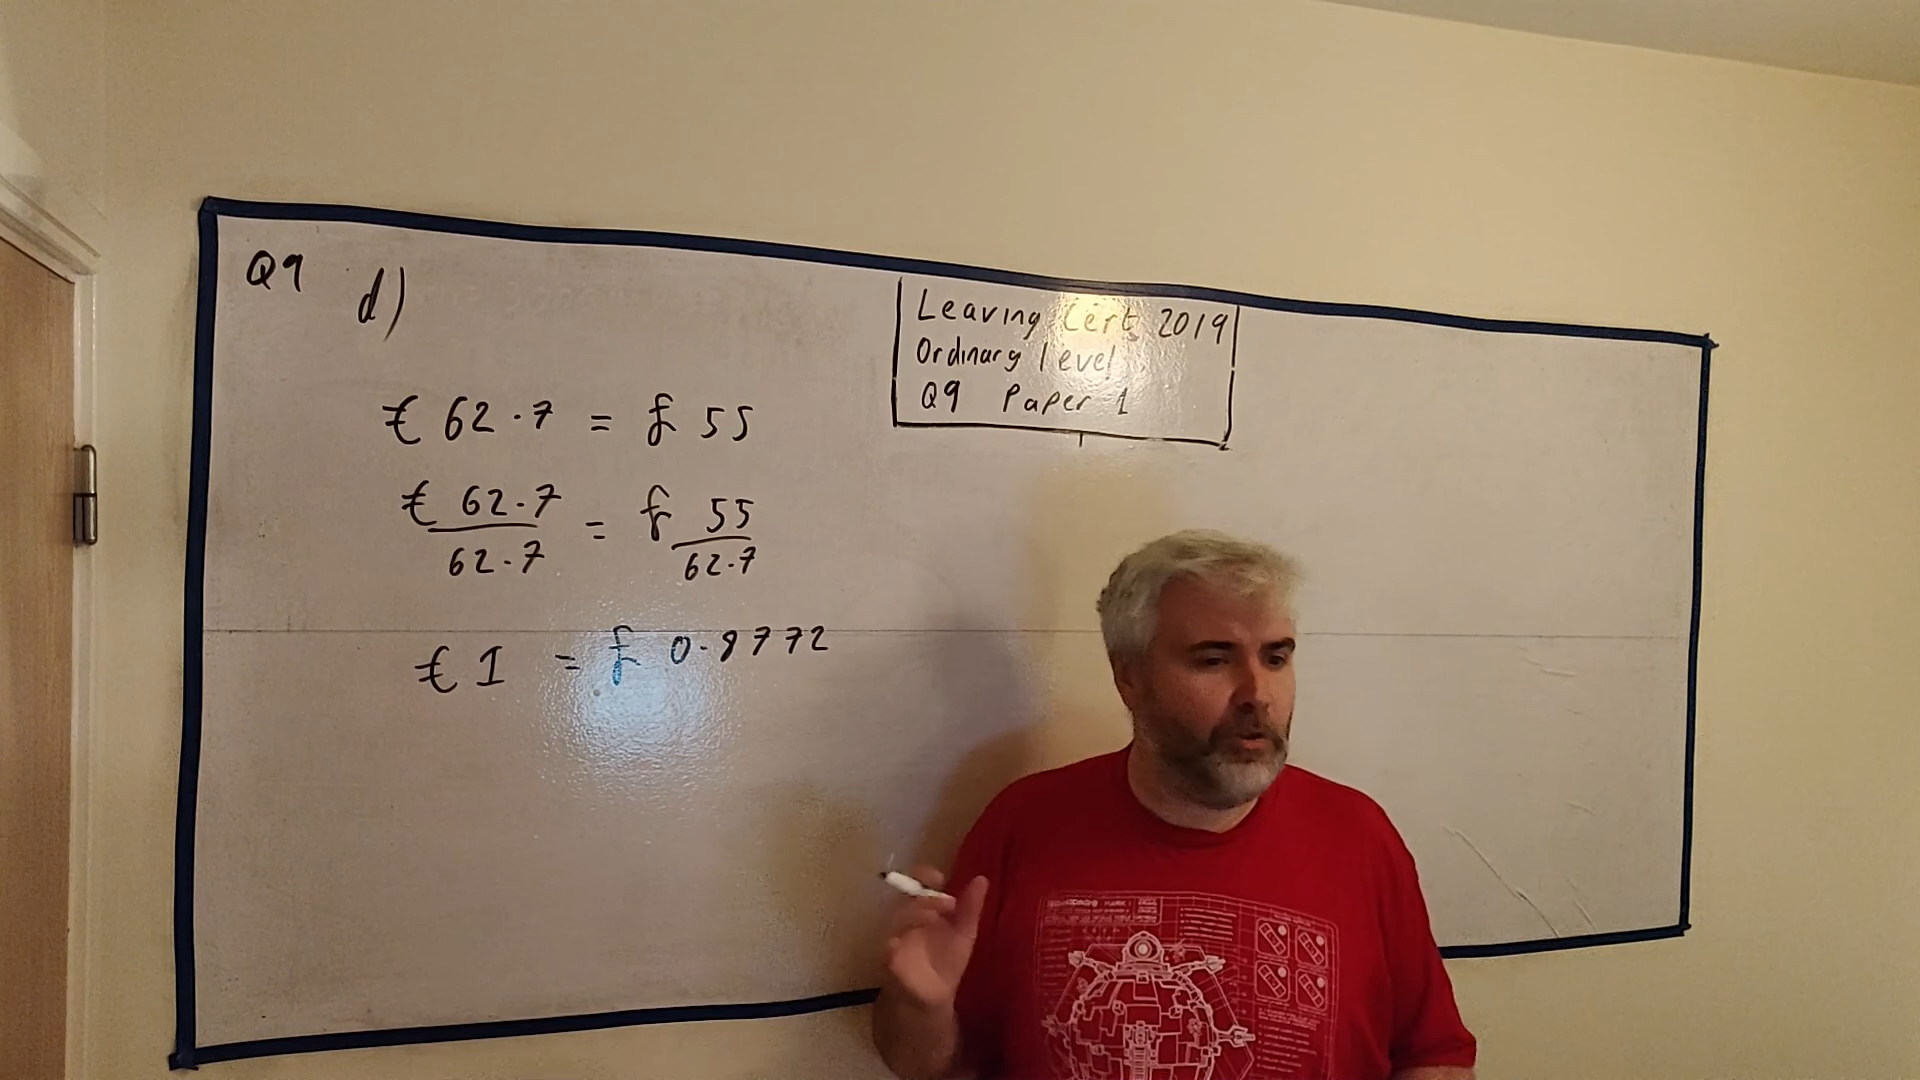 Q9 d)
Leaving Cert 2019
Ordinary level
Q9 Paper 1
€ 62.7 = £ 55
€ 62.7 = £ 55
62.7 62.7
€ 1 = £ 0.8772